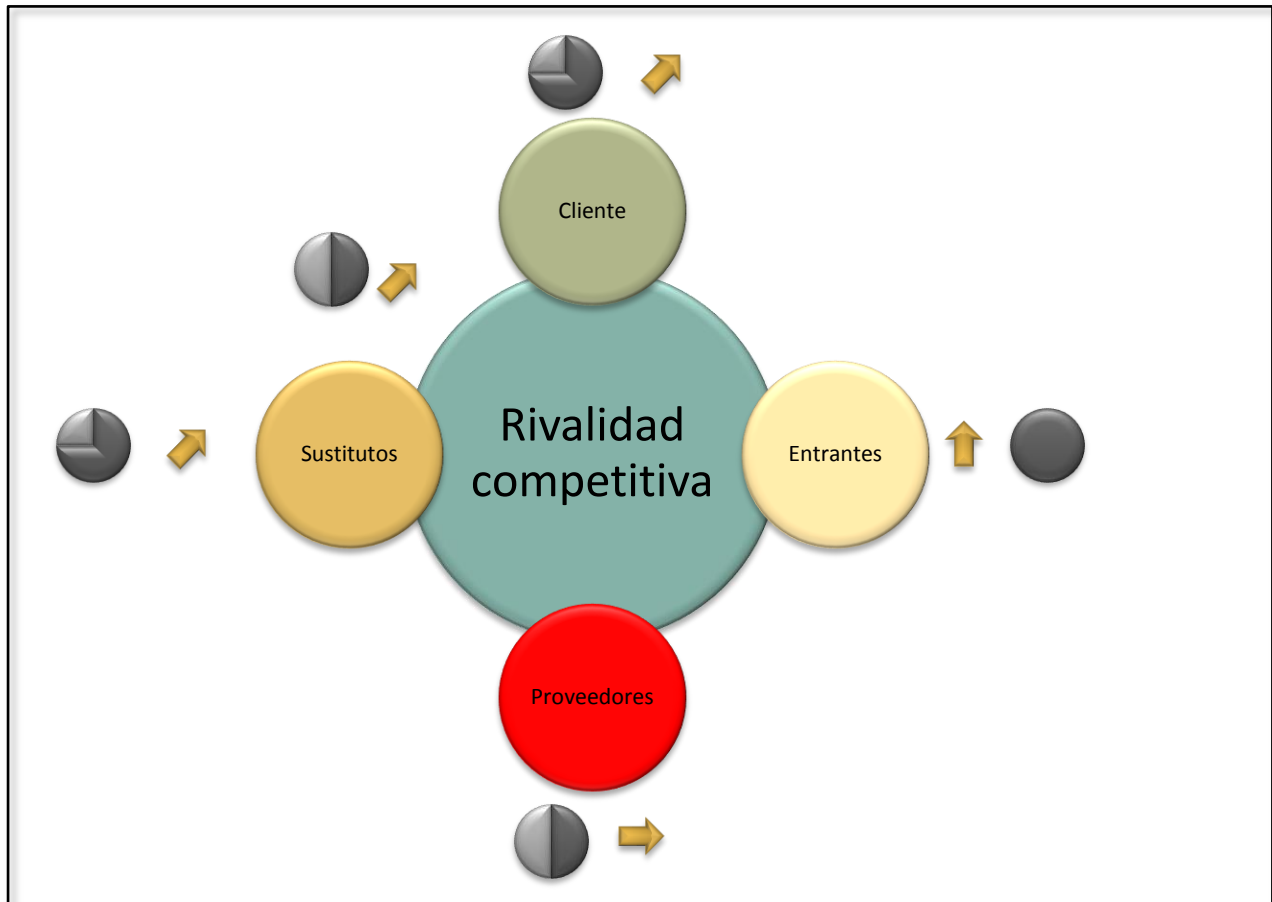 Cliente
Sustitutos
Rivalidad
competitiva
Entrantes
Proveedores